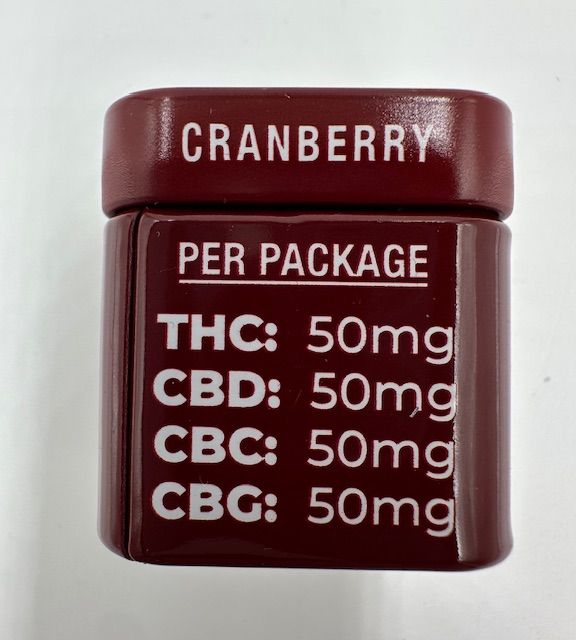 CRANBERRY
PER PACKAGE
THC: 50mg
CBD: 50mg
CBC: 50mg
CBG: 50mg